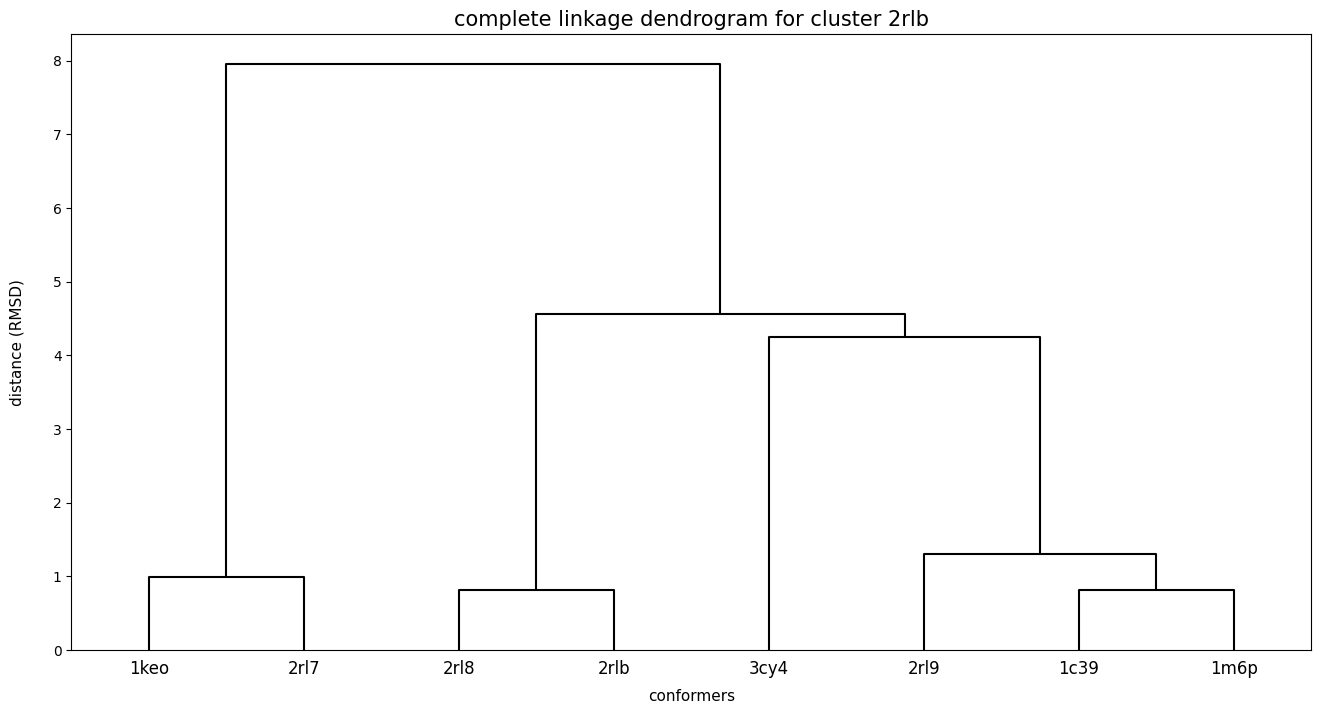 complete linkage dendrogram for cluster 2rlb
8
7
6
5
4
3
2
1
0
distance (RMSD)
1keo 2rl7 2rl8 2rlb 3cy4 2rl9 1c39 1m6p
conformers